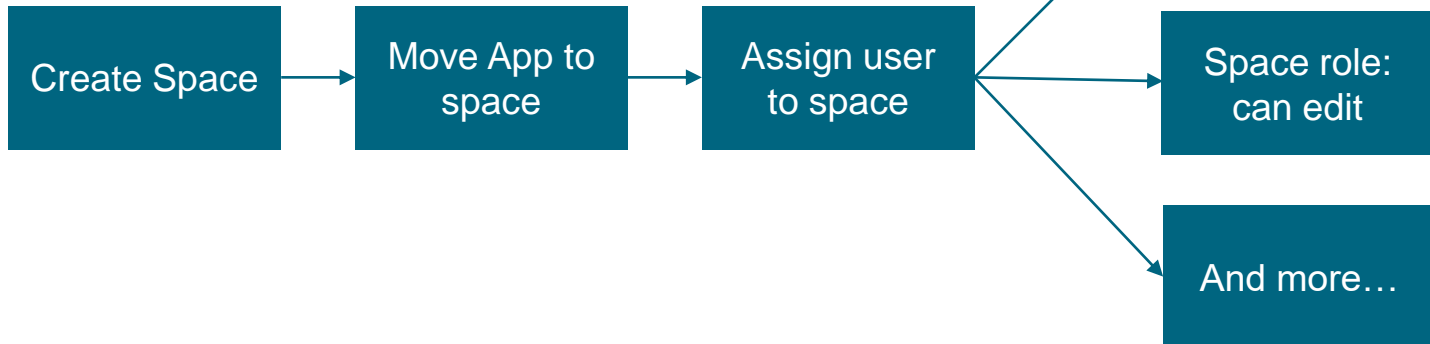 Create Space
Move App to
space
Assign user
to space
Space role:
can edit
And more…